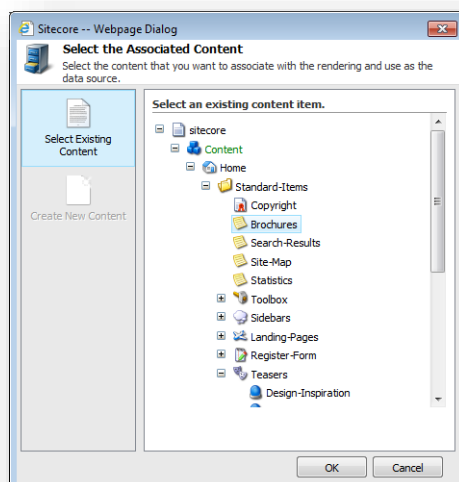 Sitecore -- Webpage Dialog
Select the Associated Content
Select the content that you want to associate with the rendering and use as the
data source.
Select Existing
Content
Create New Content
Select an existing content item.
sitecore
Content
Home
Standard-Items
Copyright
Brochures
Search-Results
Site-Map
Statistics
Toolbox
Sidebars
Landing-Pages
Register-Form
Teasers
Design-Inspiration
OK
Cancel